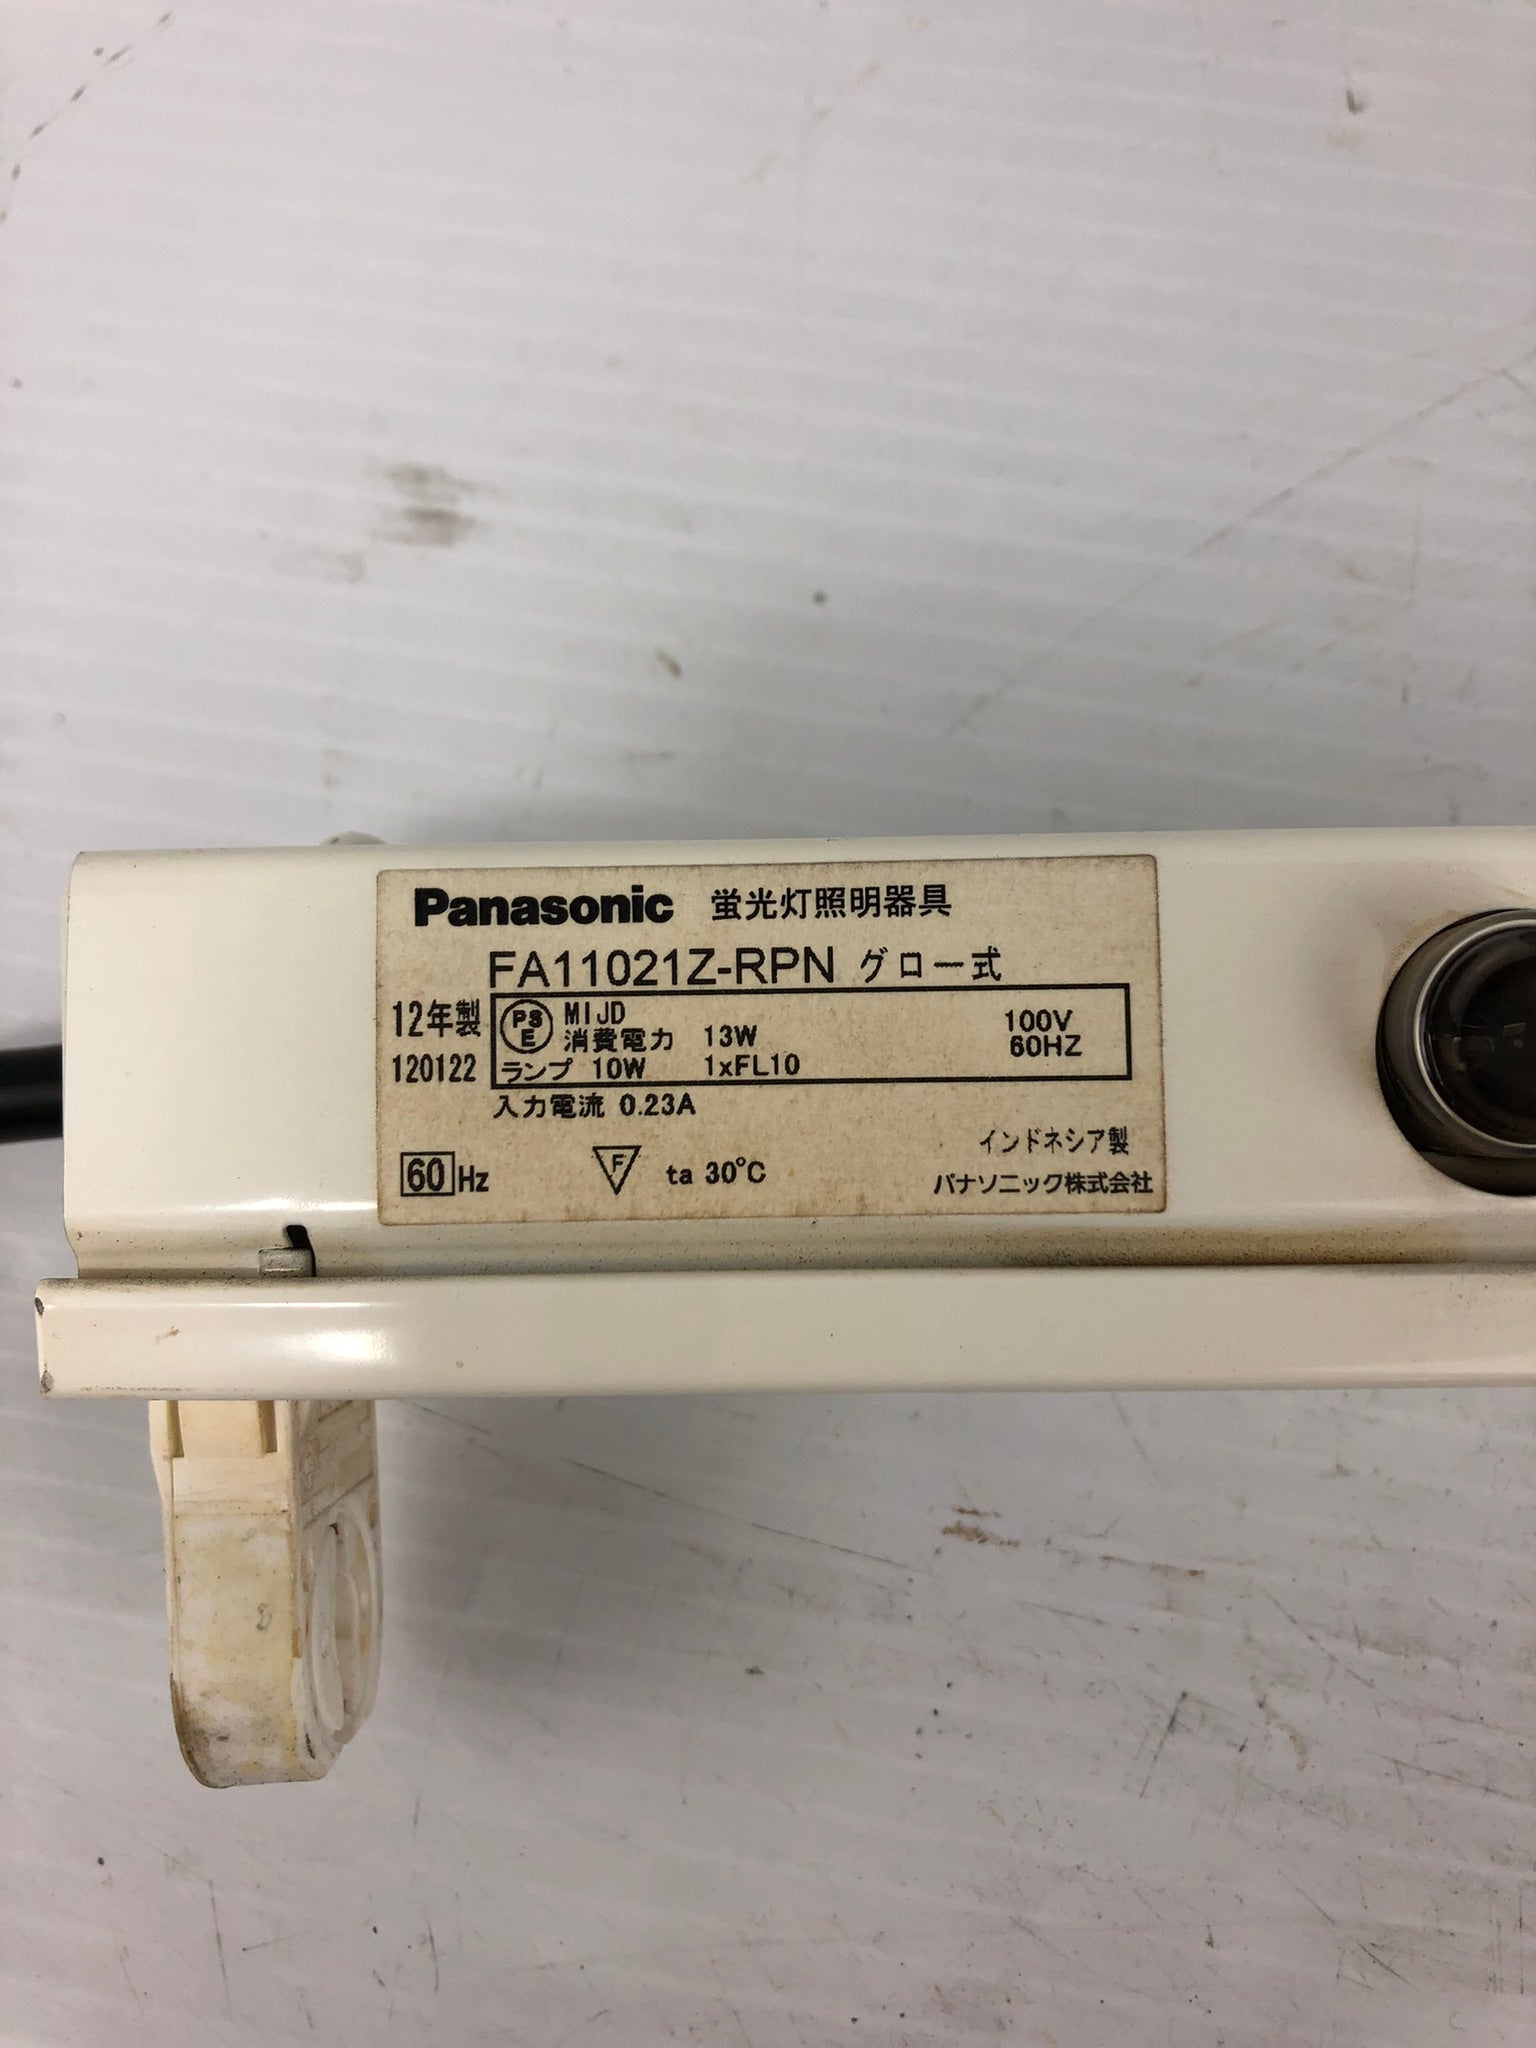 Panasonic 蛍光灯照明器具
FA11021Z-RPN グロー式
12年製
120122
PS
E
MIJD
消費電力 13W
100V
60HZ
ランプ 10W 1xFL10
入力電流 0.23A
60Hz
F
ta 30℃
インドネシア製
パナソニック株式会社